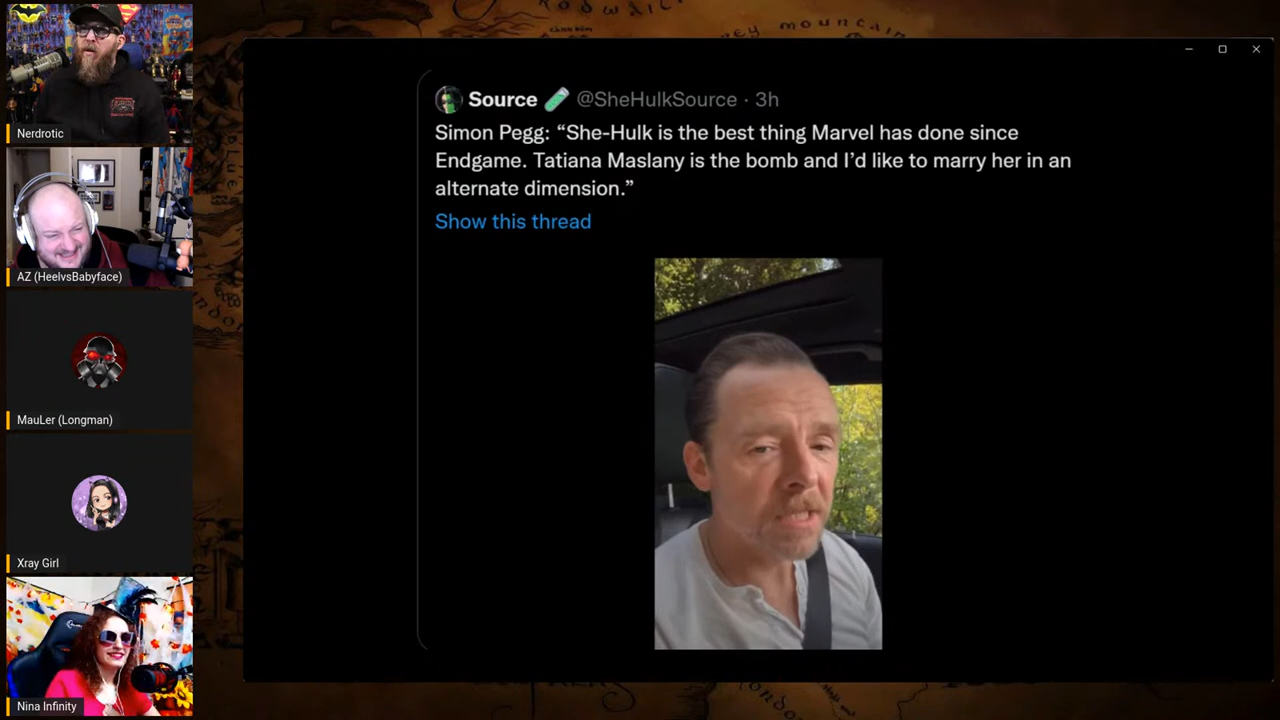 Nerdrotic
AZ (HeelvsBabyface)
MauLer (Longman)
Xray Girl
Nina Infinity
Source @SheHulkSource · 3h
Simon Pegg: “She-Hulk is the best thing Marvel has done since
Endgame. Tatiana Maslany is the bomb and I’d like to marry her in an
alternate dimension.”
Show this thread